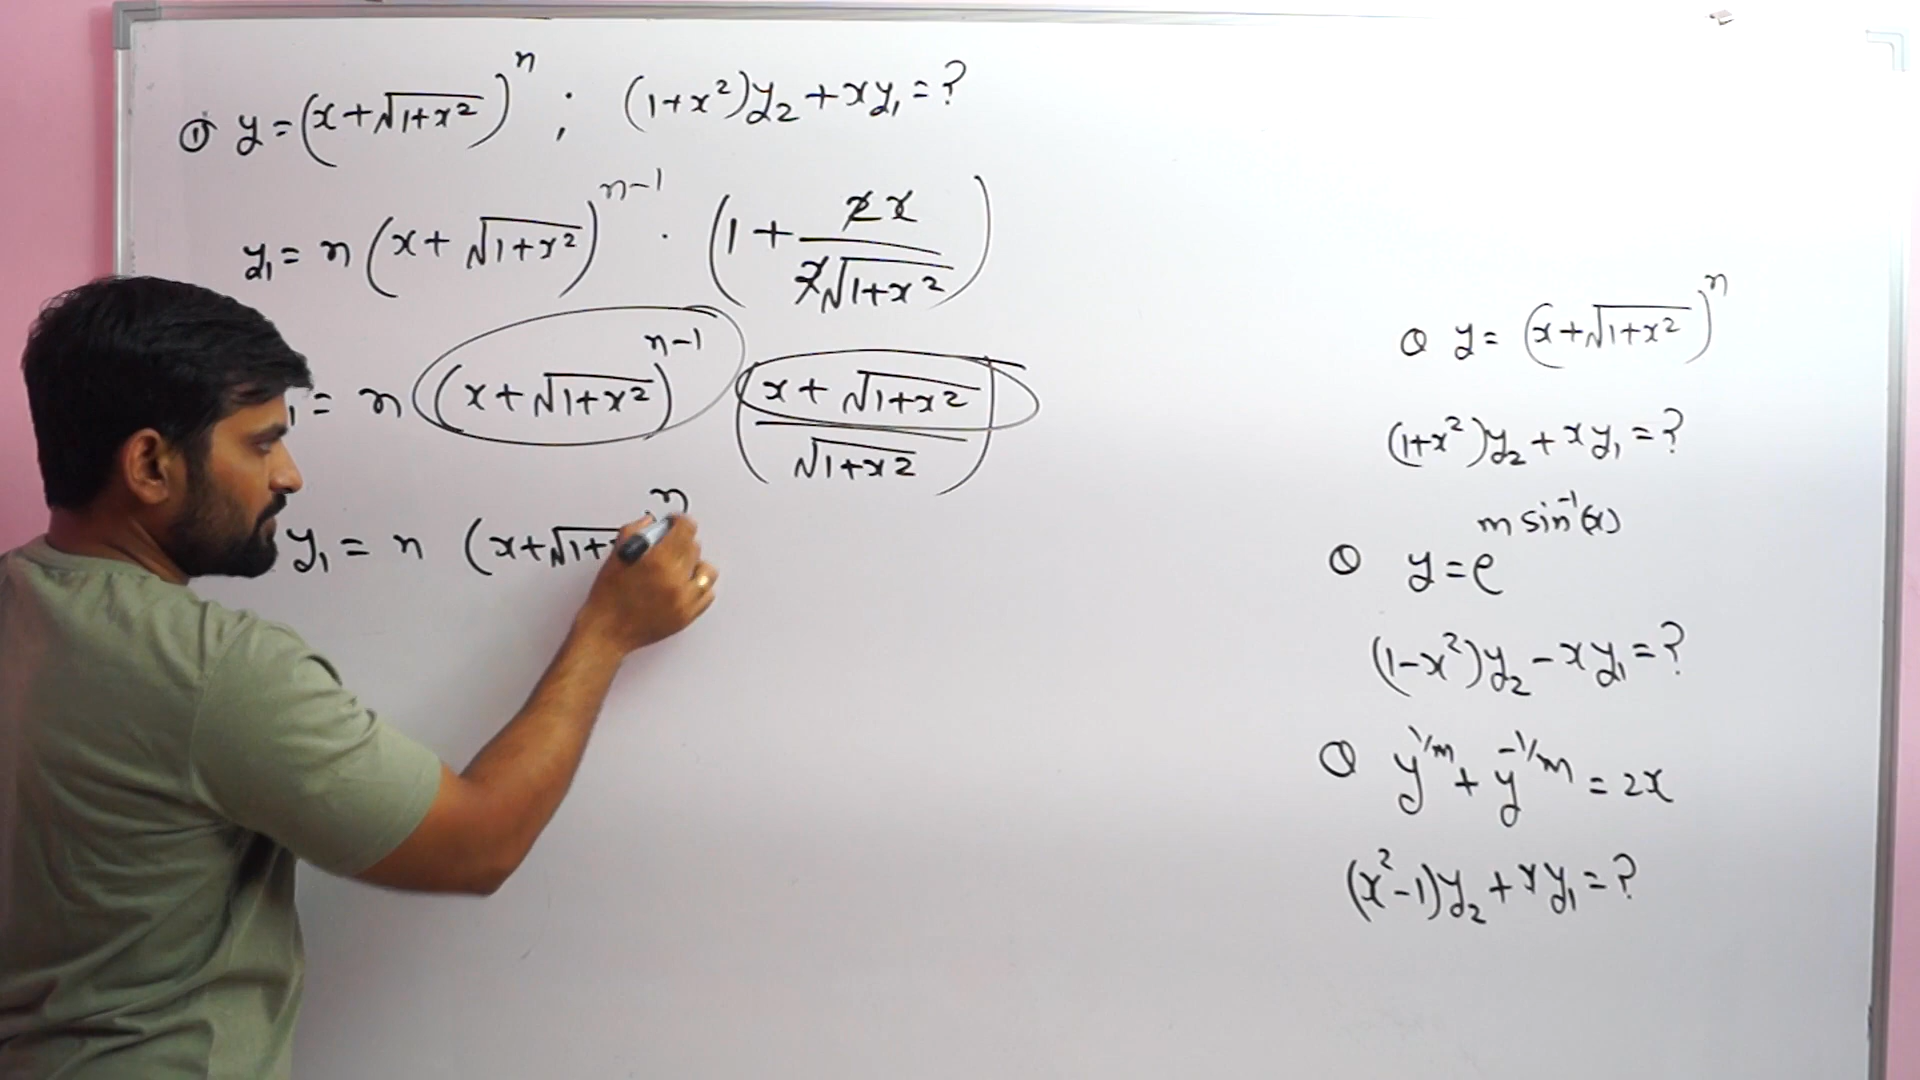 ① y = (x+√1+x²)ⁿ ; (1+x²)y₂ + xy₁ = ?
y₁ = n (x + √1+x²)ⁿ⁻¹ · (1 + 2x / 2√1+x²)
₁ = n (x+√1+x²)ⁿ⁻¹ (x + √1+x² / √1+x²)
y₁ = n (x+√1+ ⁿ
Q y = (x+√1+x²)ⁿ
(1+x²)y₂ + xy₁ = ?
Q y = e^m sin⁻¹(x)
(1-x²)y₂ - xy₁ = ?
Q y^1/m + y^-1/m = 2x
(x²-1)y₂ + xy₁ = ?